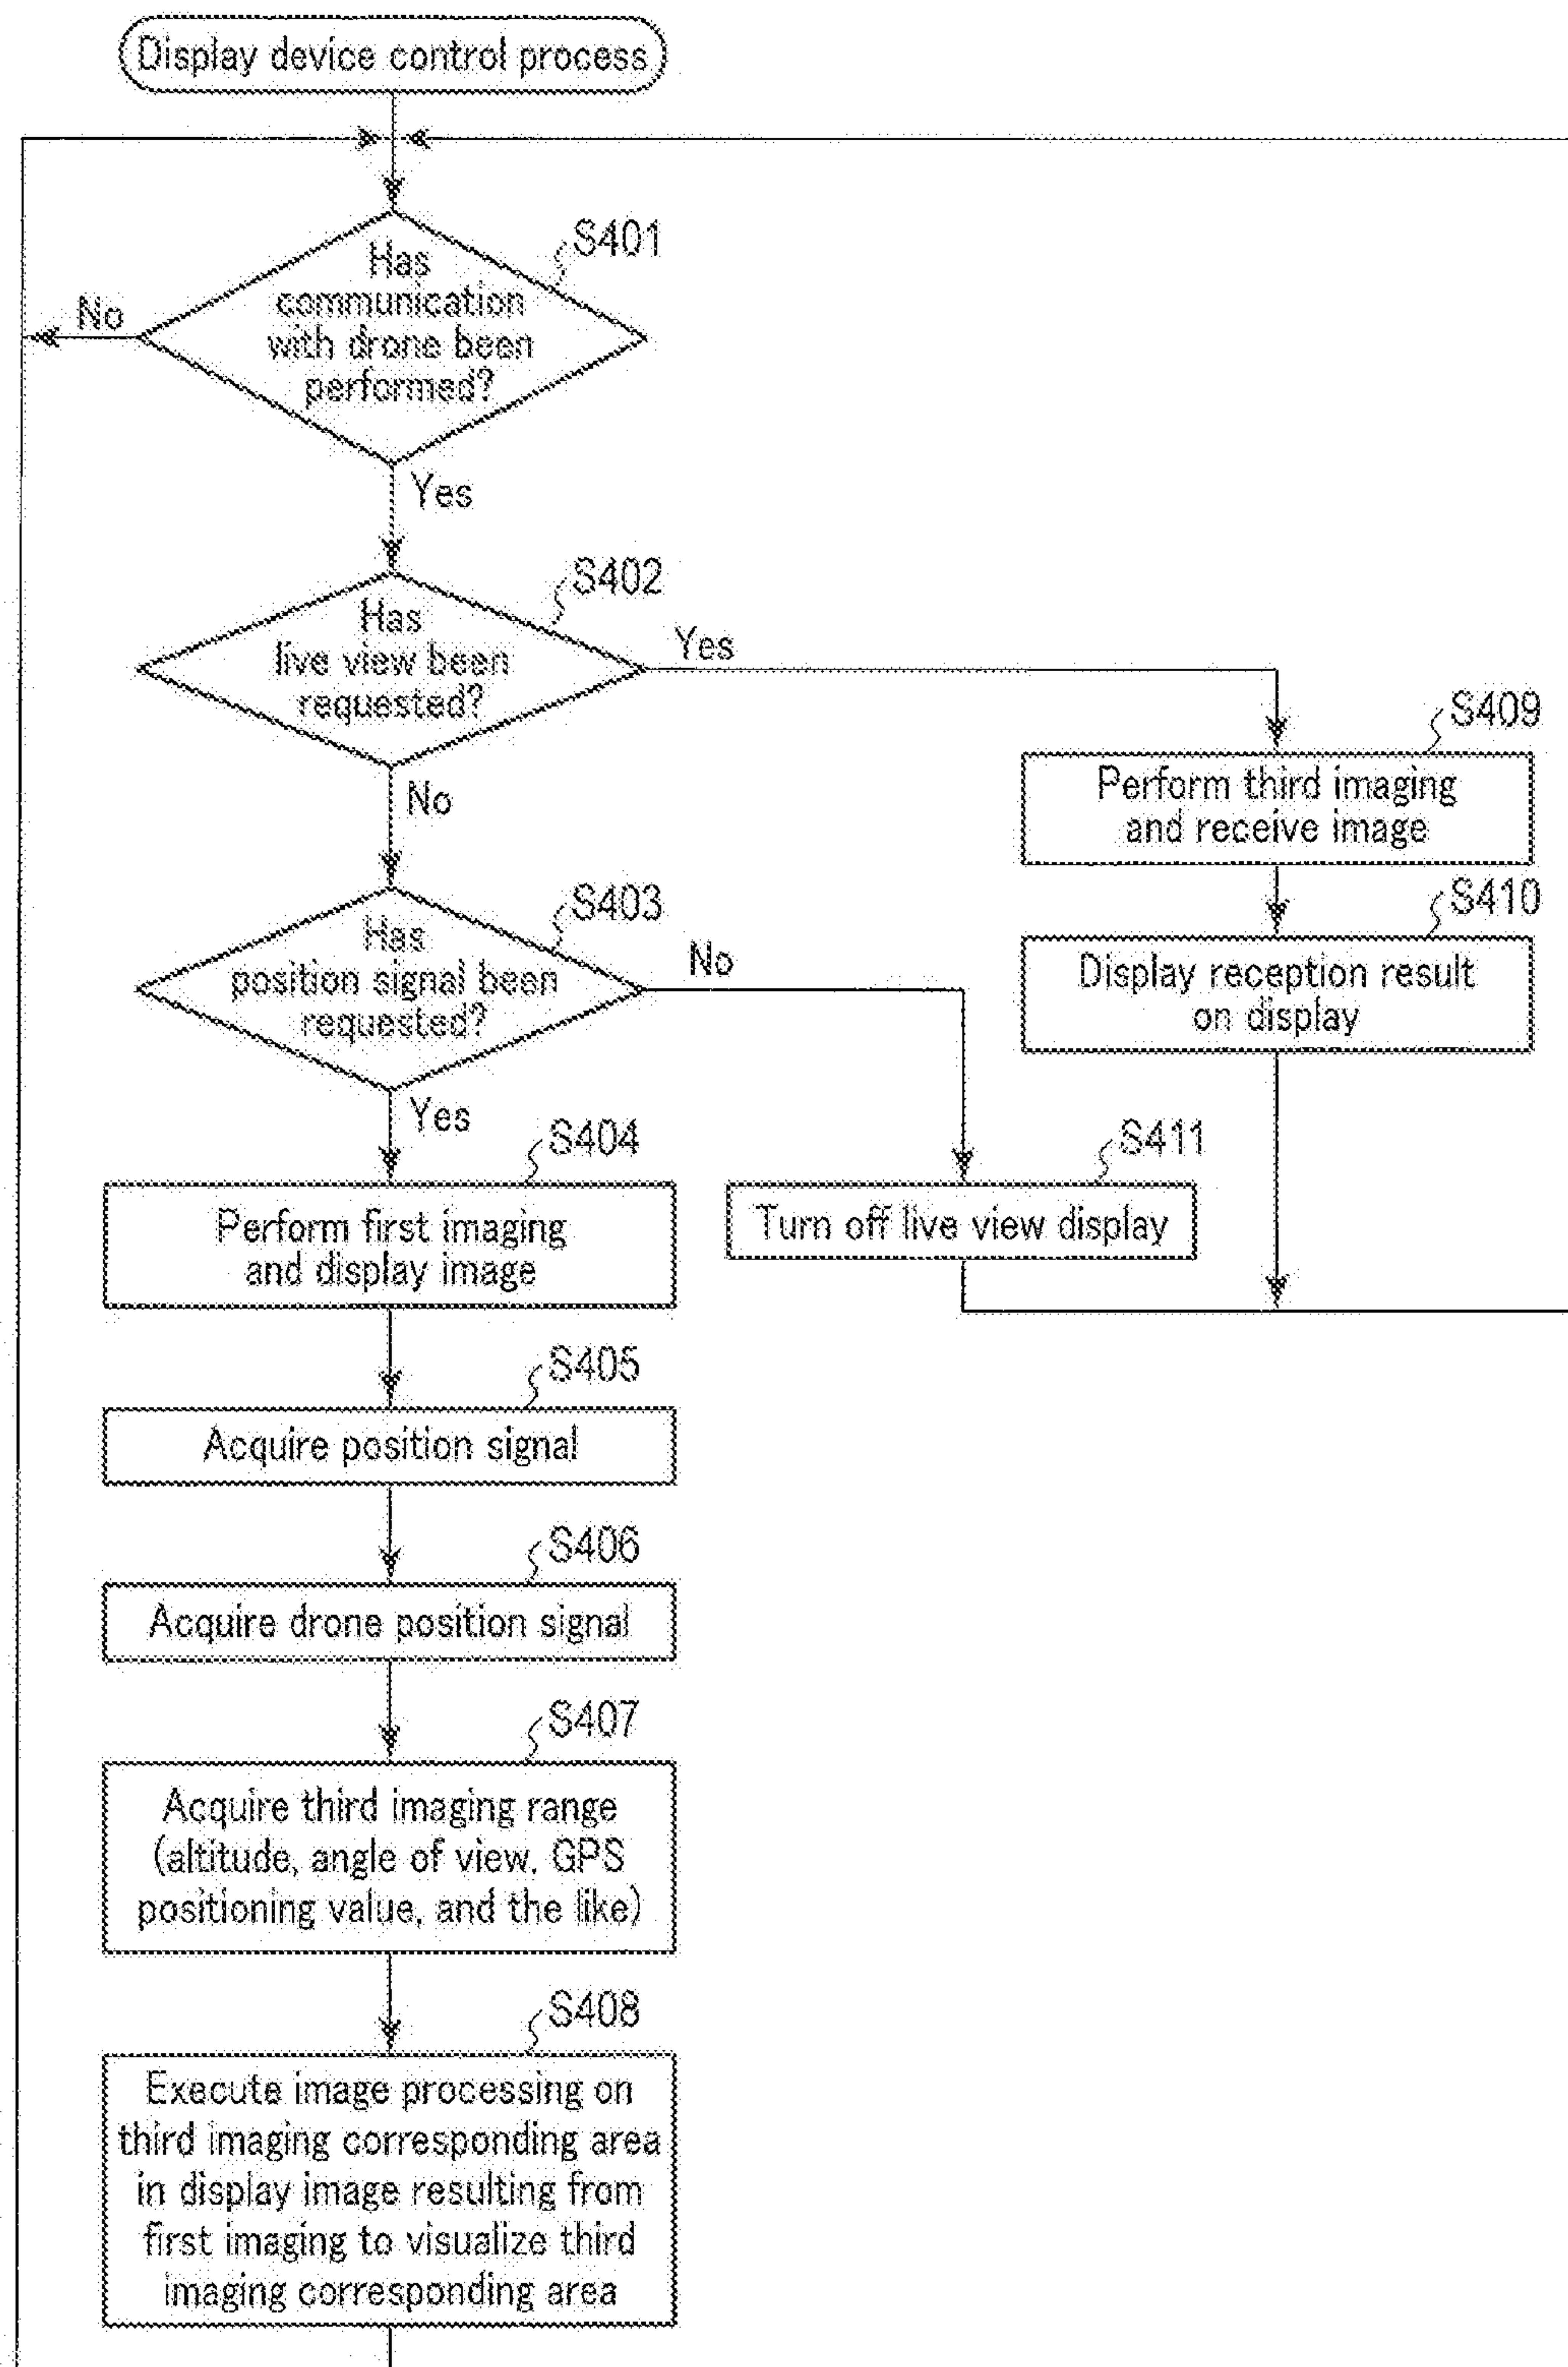 Display device control process
S401
Has
communication
with drone been
performed?
No
Yes
S402
Has
live view been
requested?
Yes
No
S409
Perform third imaging
and receive image
S410
Display reception result
on display
S403
Has
position signal been
requested?
No
Yes
S411
Turn off live view display
S404
Perform first imaging
and display image
S405
Acquire position signal
S406
Acquire drone position signal
S407
Acquire third imaging range
(altitude, angle of view, GPS
positioning value, and the like)
S408
Execute image processing on
third imaging corresponding area
in display image resulting from
first imaging to visualize third
imaging corresponding area